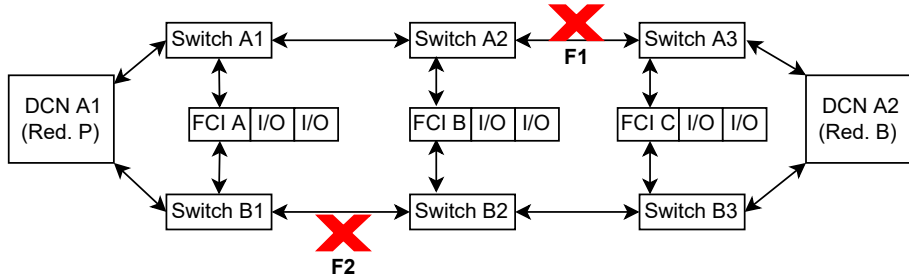 Switch A1
Switch A2
Switch A3
F1
DCN A1
(Red. P)
FCI A I/O I/O
FCI B I/O I/O
FCI C I/O I/O
DCN A2
(Red. B)
Switch B1
Switch B2
Switch B3
F2